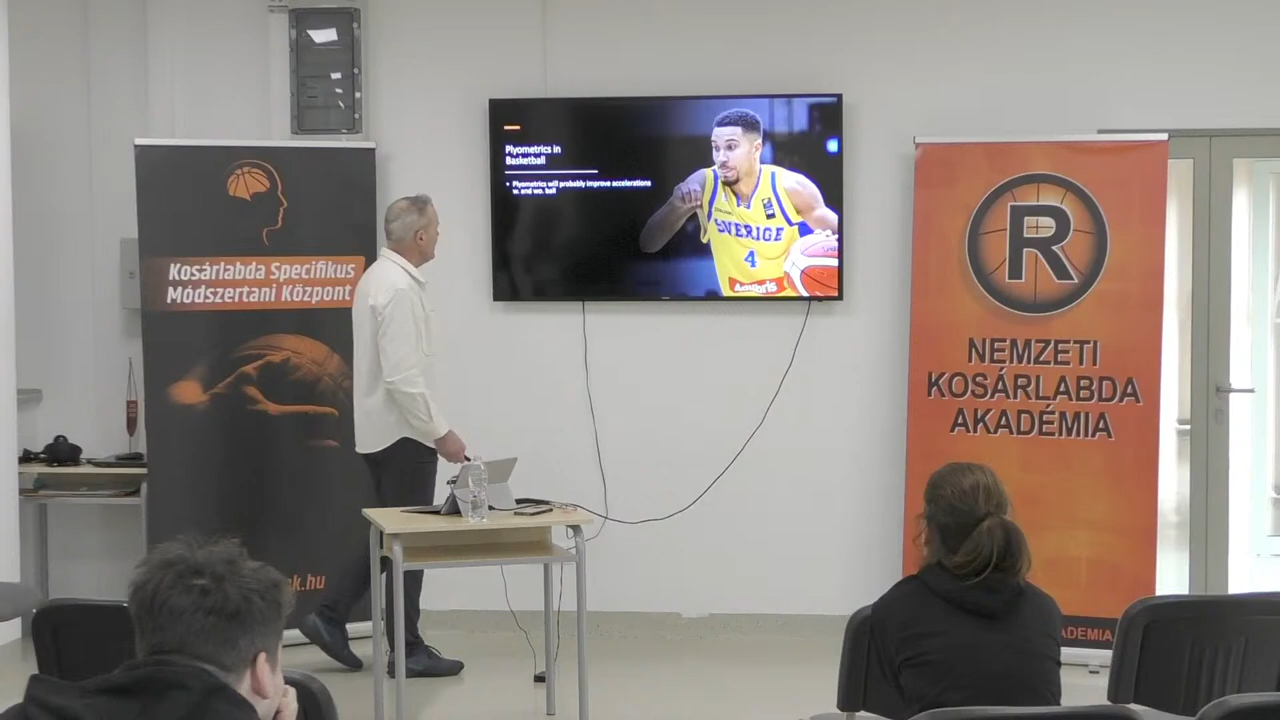 Kosárlabda Specifikus
Módszertani Központ
k.hu
Plyometrics in
Basketball
• Plyometrics will probably improve accelerations
w. and wo. ball
SVERIGE
4
R
NEMZETI
KOSÁRLABDA
AKADÉMIA
ADEMIA